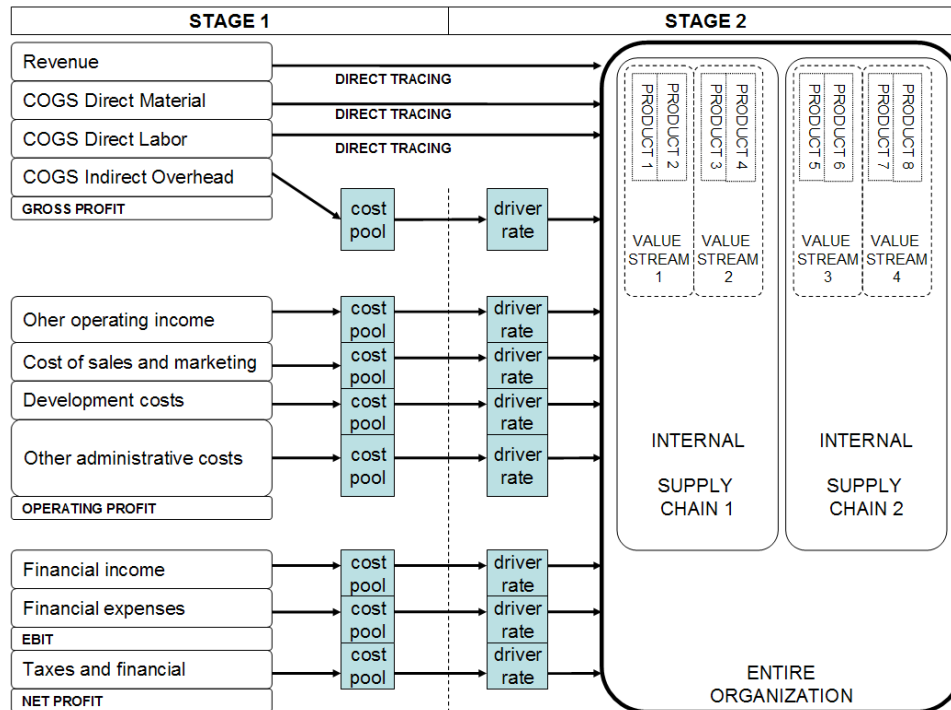 STAGE 1
STAGE 2
Revenue
DIRECT TRACING
COGS Direct Material
DIRECT TRACING
COGS Direct Labor
DIRECT TRACING
COGS Indirect Overhead
GROSS PROFIT
cost
pool
driver
rate
Oher operating income
cost
pool
driver
rate
Cost of sales and marketing
cost
pool
driver
rate
Development costs
cost
pool
driver
rate
Other administrative costs
cost
pool
driver
rate
OPERATING PROFIT
Financial income
cost
pool
driver
rate
Financial expenses
cost
pool
driver
rate
EBIT
Taxes and financial
cost
pool
driver
rate
NET PROFIT
PRODUCT 1
PRODUCT 2
PRODUCT 3
PRODUCT 4
PRODUCT 5
PRODUCT 6
PRODUCT 7
PRODUCT 8
VALUE
STREAM
1
VALUE
STREAM
2
VALUE
STREAM
3
VALUE
STREAM
4
INTERNAL
SUPPLY
CHAIN 1
INTERNAL
SUPPLY
CHAIN 2
ENTIRE
ORGANIZATION